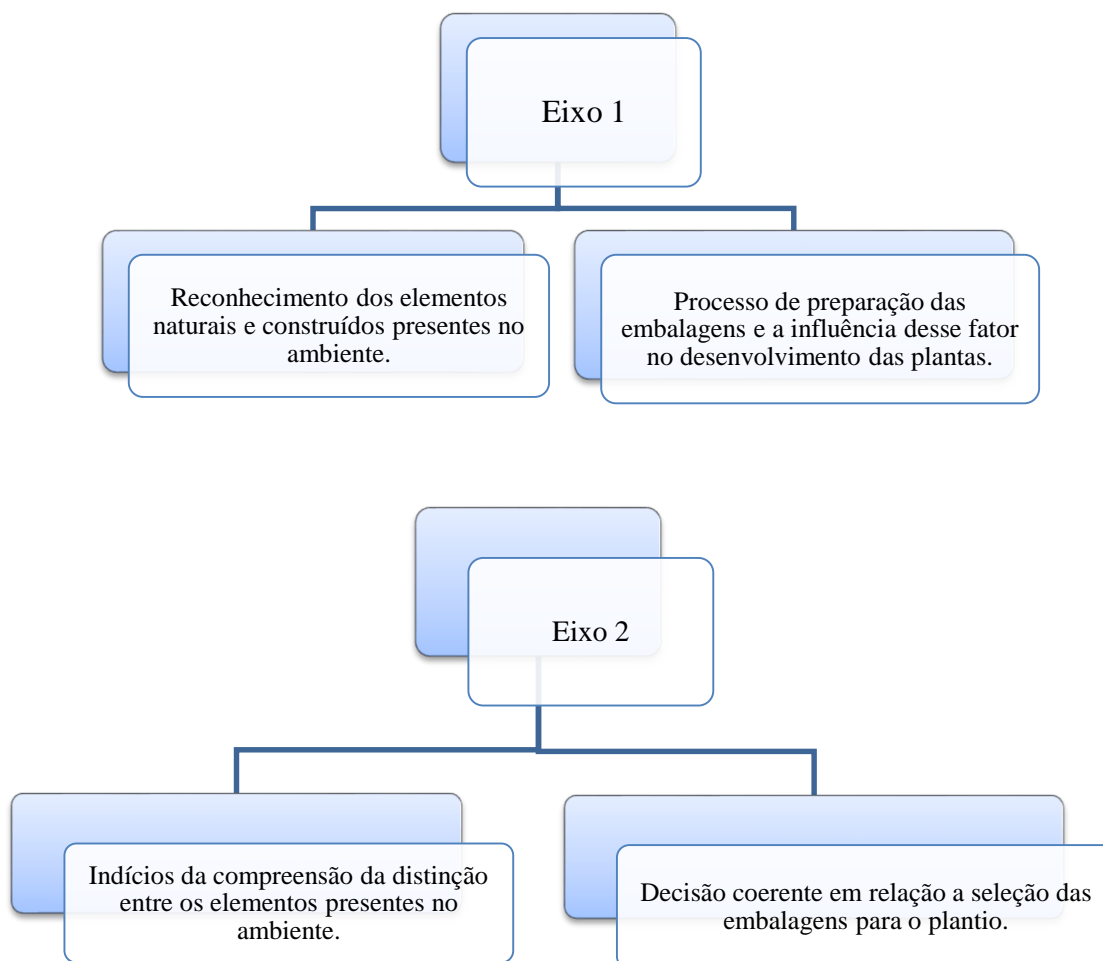 Eixo 1
Reconhecimento dos elementos
naturais e construídos presentes no
ambiente.
Processo de preparação das
embalagens e a influência desse fator
no desenvolvimento das plantas.
Eixo 2
Indícios da compreensão da distinção
entre os elementos presentes no
ambiente.
Decisão coerente em relação a seleção das
embalagens para o plantio.